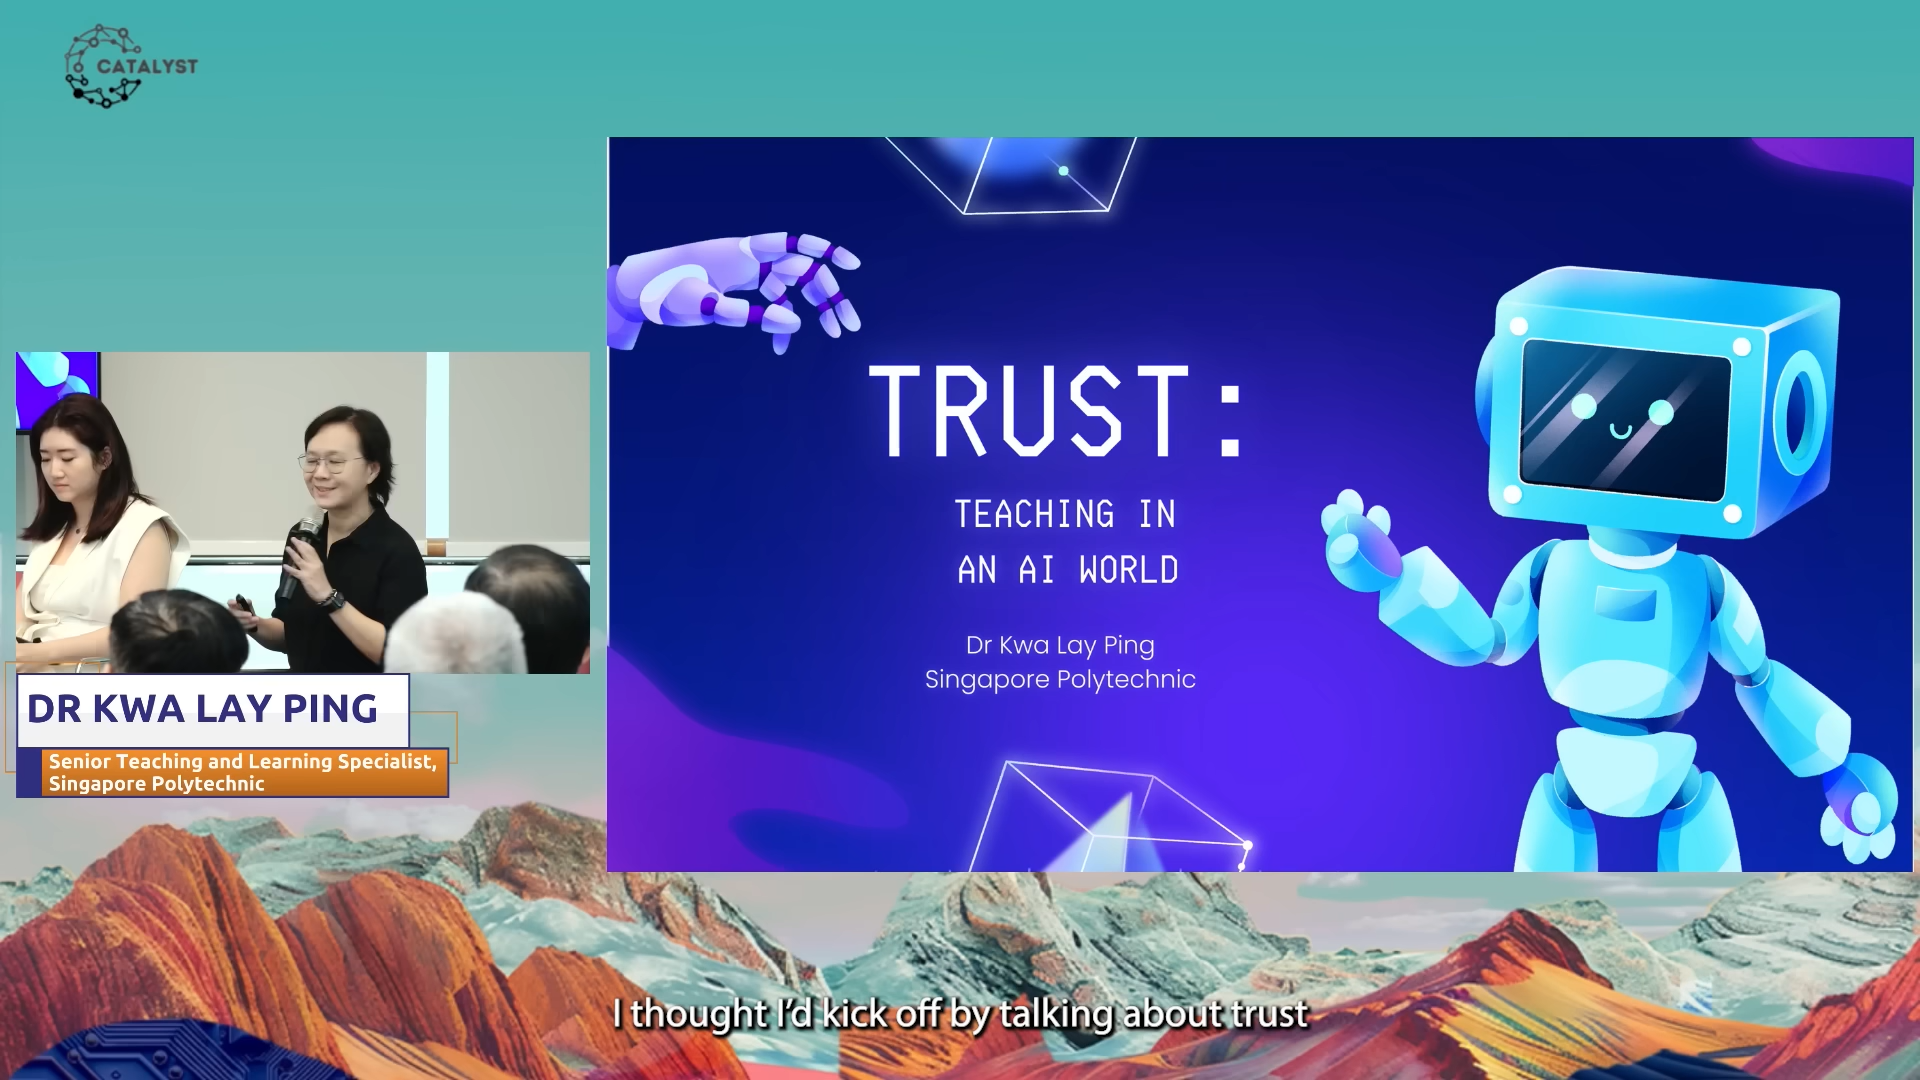 CATALYST
TRUST:
TEACHING IN
AN AI WORLD
Dr Kwa Lay Ping
Singapore Polytechnic
DR KWA LAY PING
Senior Teaching and Learning Specialist,
Singapore Polytechnic
I thought I'd kick off by talking about trust